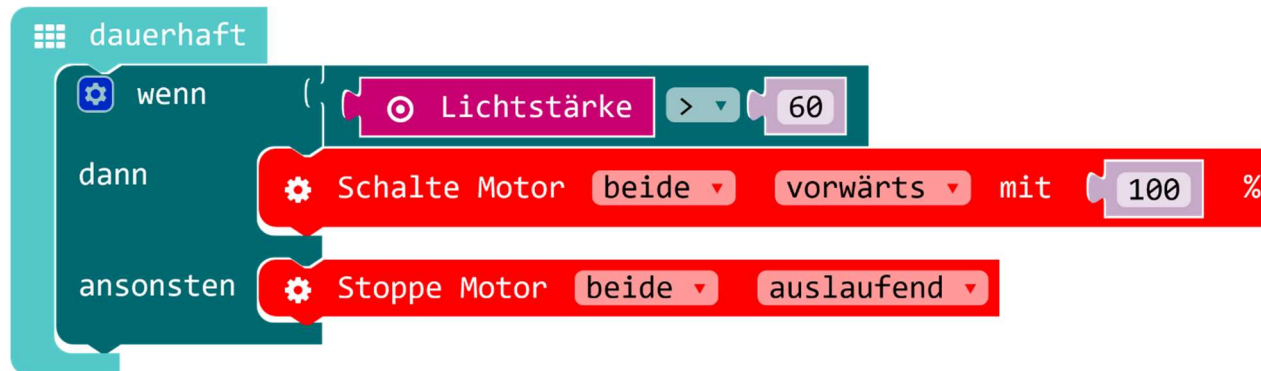 dauerhaft
wenn Lichtstärke > 60
dann Schalte Motor beide vorwärts mit 100 %
ansonsten Stoppe Motor beide auslaufend